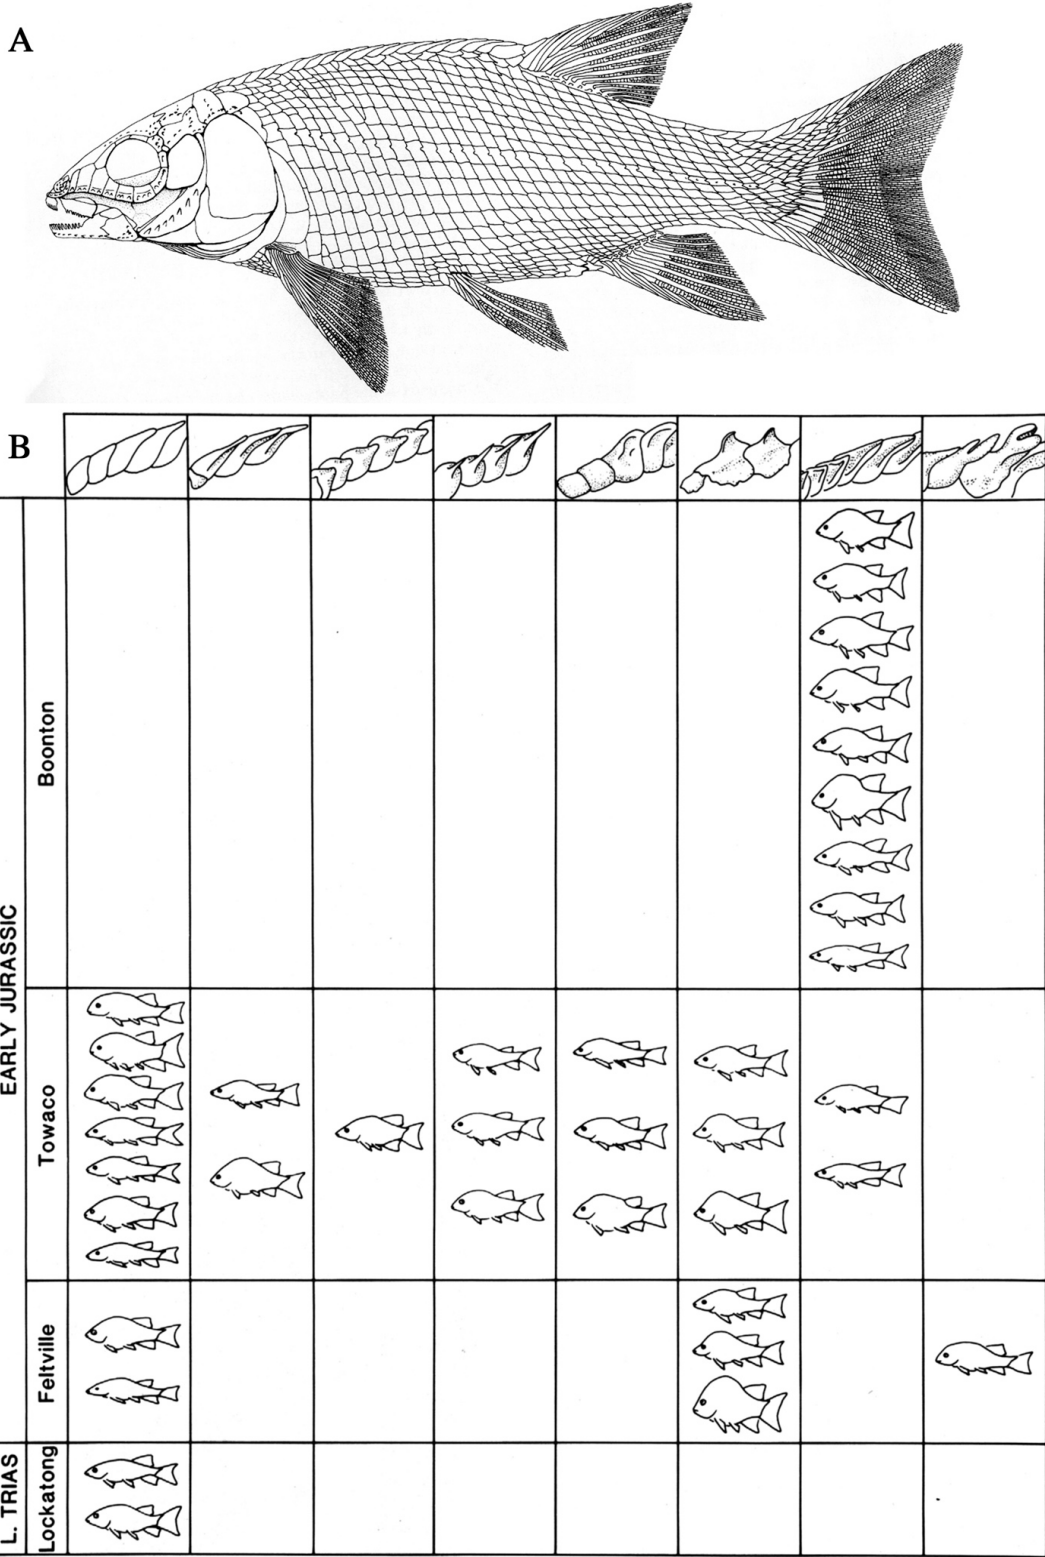 A
B
EARLY JURASSIC
Boonton
Towaco
Feltville
L. TRIAS
Lockatong